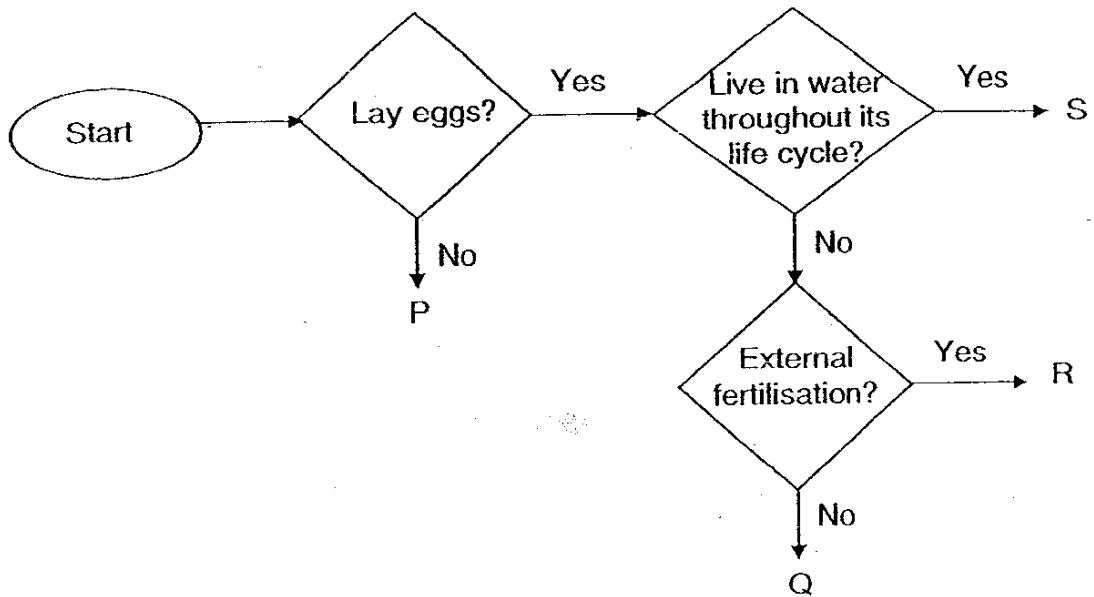 Start
Lay eggs?
Yes
Live in water
throughout its
life cycle?
Yes
S
No
P
No
External
fertilisation?
Yes
R
No
Q